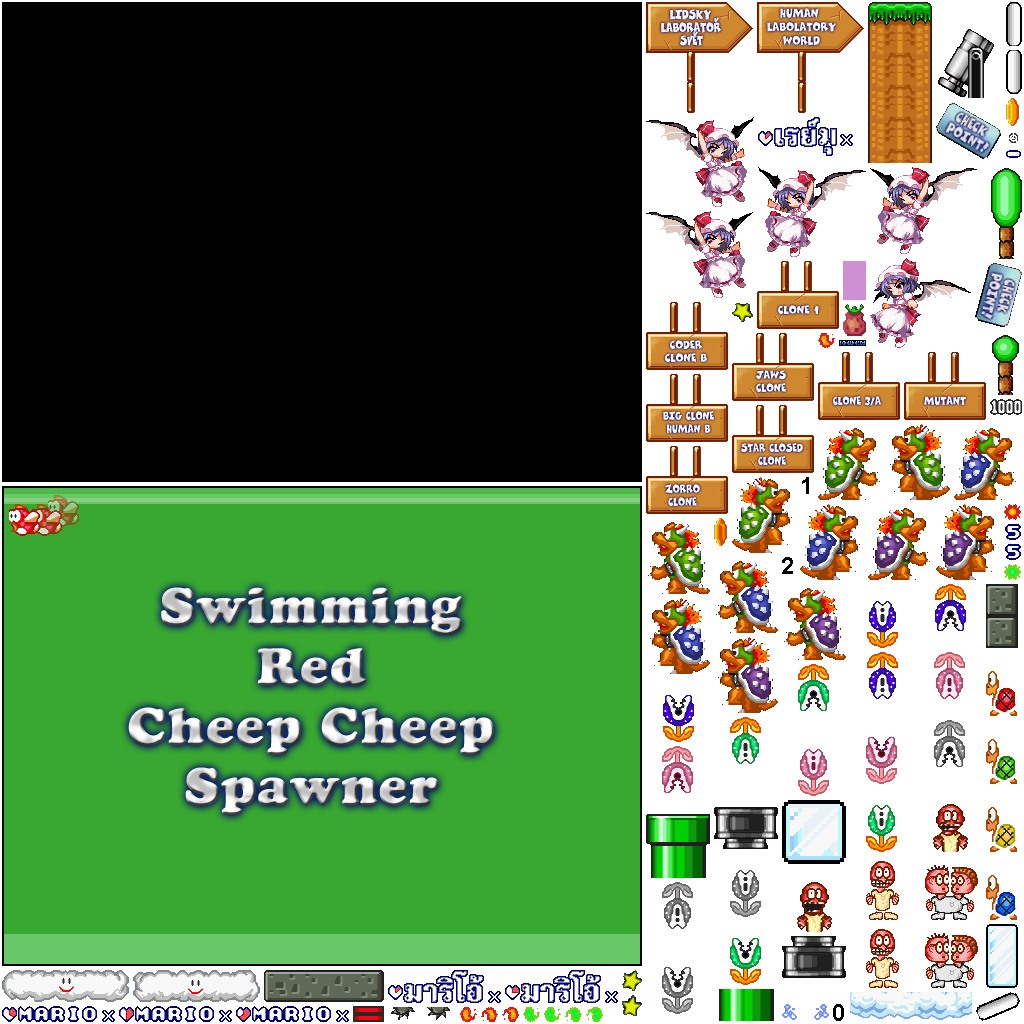 LIDSKY
LABORATOŘ
SVĚT
HUMAN
LABOLATORY
WORLD
CHECK
POINT!
เรย์มุ x
CHECK
POINT!
CLONE 1
CODER
CLONE B
JAWS
CLONE
CLONE 3/A
MUTANT
1000
BIG CLONE
HUMAN B
STAR CLOSED
CLONE
ZORRO
CLONE
1
2
S
S
Swimming
Red
Cheep Cheep
Spawner
มาริโอ้ x
มาริโอ้ x
MARIO x
MARIO x
MARIO x
0